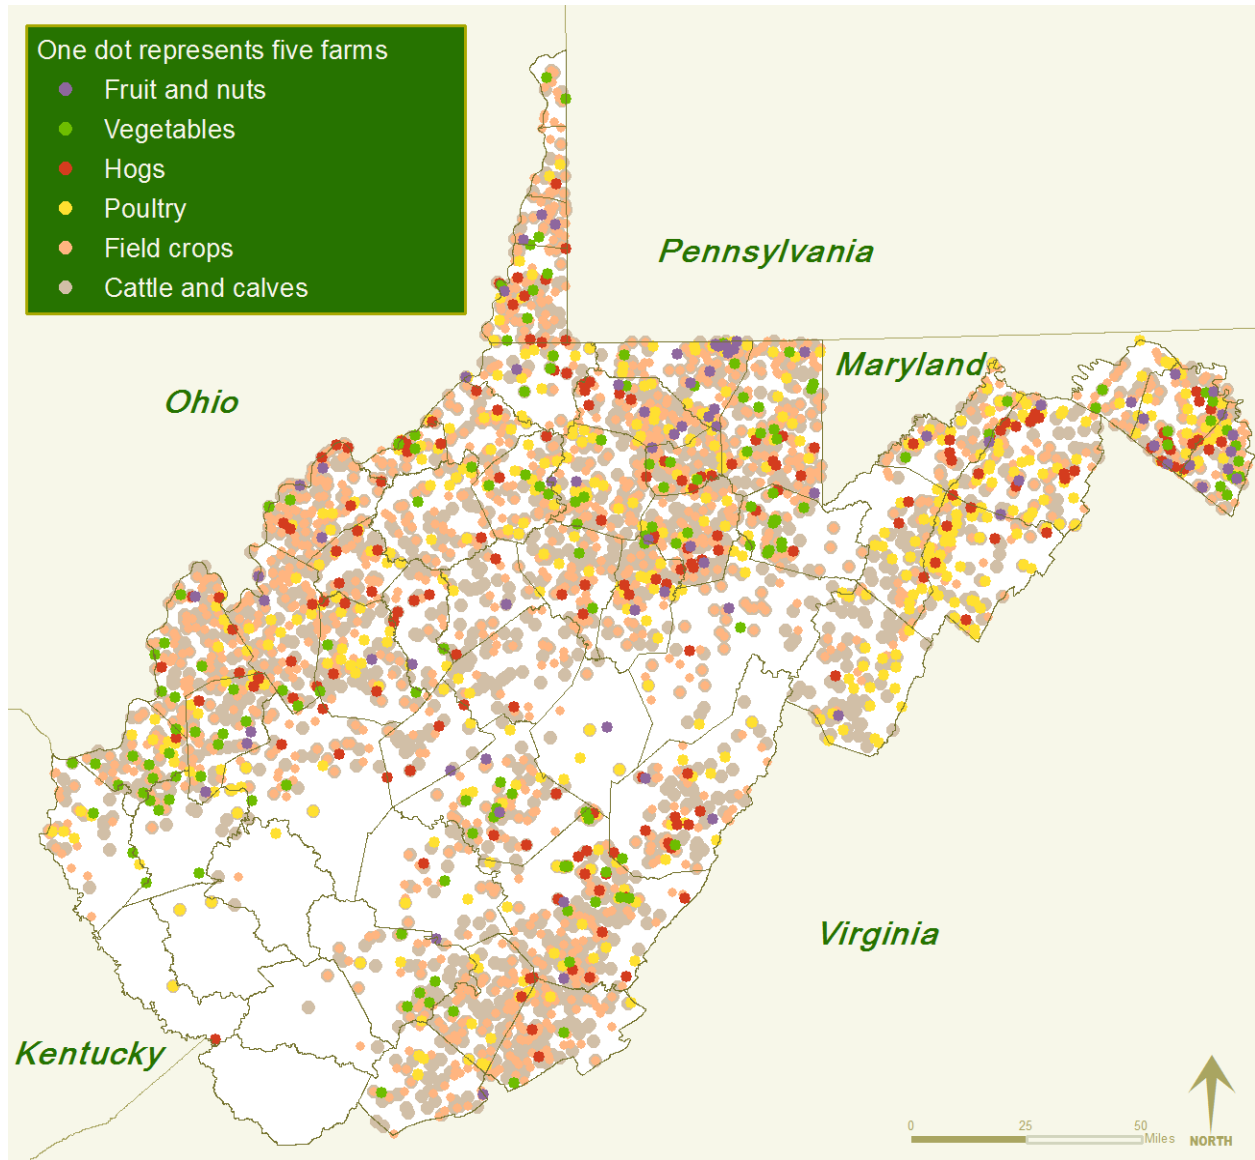 One dot represents five farms
Fruit and nuts
Vegetables
Hogs
Poultry
Field crops
Cattle and calves
Pennsylvania
Maryland
Ohio
Virginia
Kentucky
0 25 50
Miles
NORTH